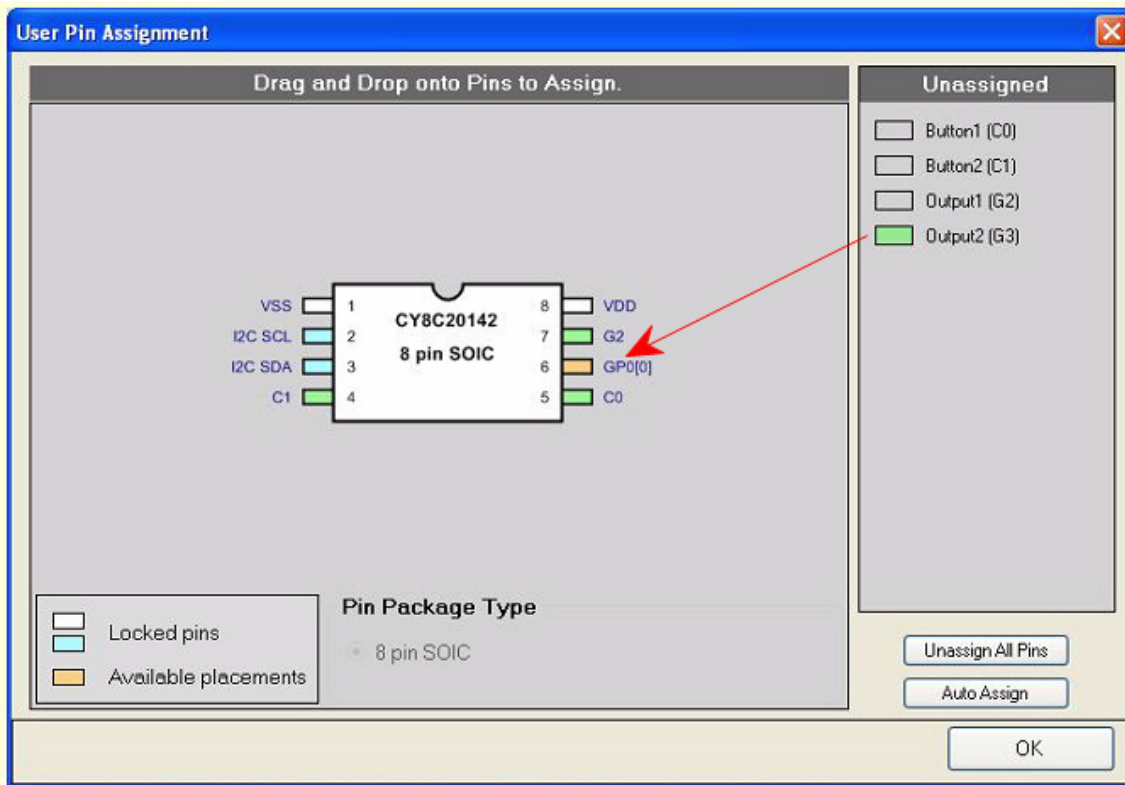 User Pin Assignment
Drag and Drop onto Pins to Assign.
Unassigned
Button1 (C0)
Button2 (C1)
Output1 (G2)
Output2 (G3)
VSS 1 8 VDD
CY8C20142
I2C SCL 2 7 G2
8 pin SOIC
I2C SDA 3 6 GP0[0]
C1 4 5 C0
Locked pins
Available placements
Pin Package Type
8 pin SOIC
Unassign All Pins
Auto Assign
OK